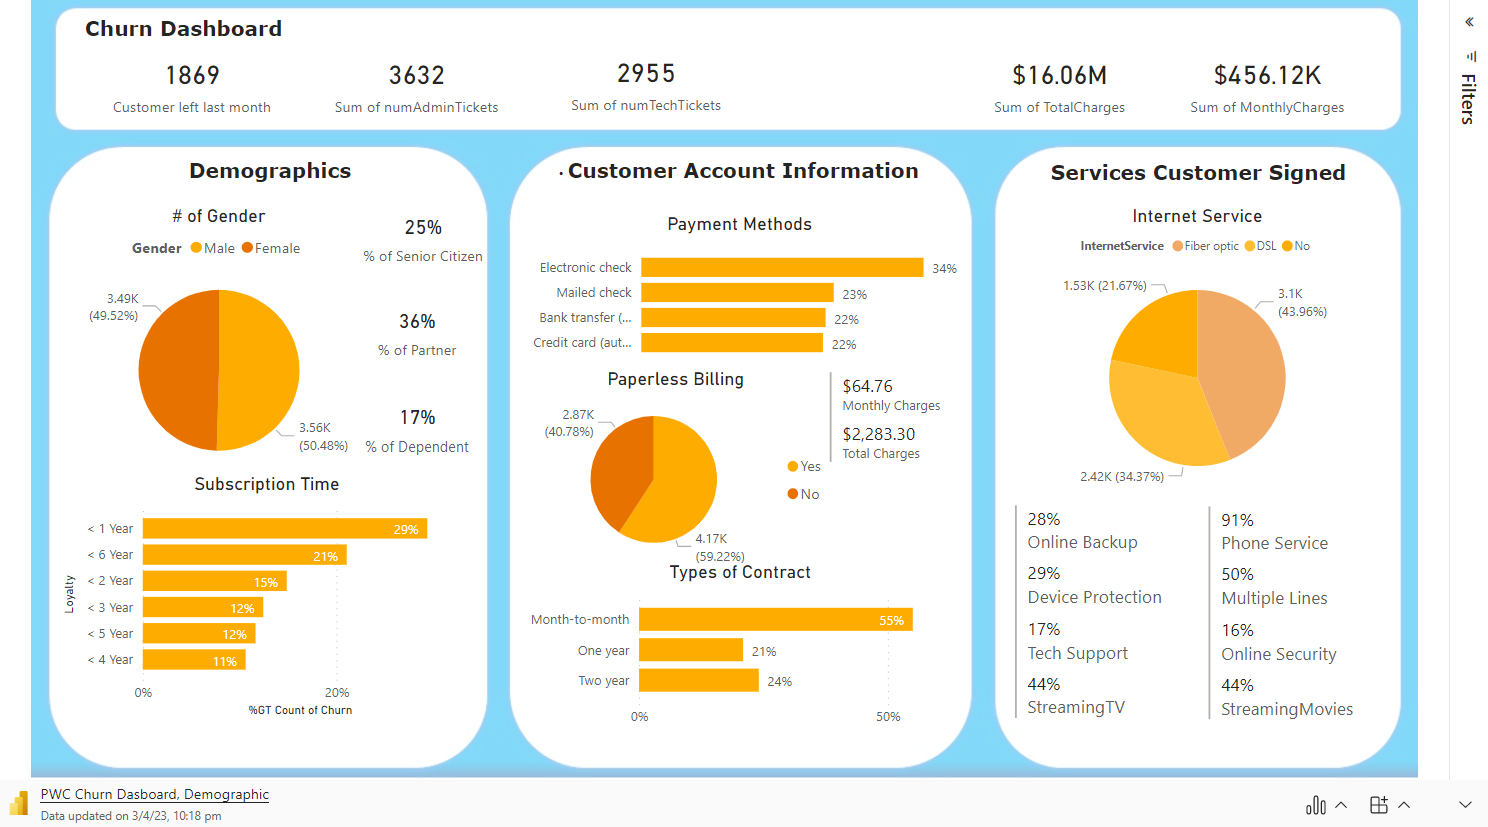 Churn Dashboard
1869
Customer left last month
3632
Sum of numAdminTickets
2955
Sum of numTechTickets
$16.06M
Sum of TotalCharges
$456.12K
Sum of MonthlyCharges
Filters
Demographics
# of Gender
Gender Male Female
3.49K
(49.52%)
3.56K
(50.48%)
25%
% of Senior Citizen
36%
% of Partner
17%
% of Dependent
Subscription Time
Loyalty
< 1 Year 29%
< 6 Year 21%
< 2 Year 15%
< 3 Year 12%
< 5 Year 12%
< 4 Year 11%
0% 20%
%GT Count of Churn
. Customer Account Information
Payment Methods
Electronic check 34%
Mailed check 23%
Bank transfer (... 22%
Credit card (aut... 22%
Paperless Billing
2.87K
(40.78%)
4.17K
(59.22%)
$64.76
Monthly Charges
$2,283.30
Total Charges
Yes
No
Types of Contract
Month-to-month 55%
One year 21%
Two year 24%
0% 50%
Services Customer Signed
Internet Service
InternetService Fiber optic DSL No
1.53K (21.67%)
3.1K
(43.96%)
2.42K (34.37%)
28%
Online Backup
29%
Device Protection
17%
Tech Support
44%
StreamingTV
91%
Phone Service
50%
Multiple Lines
16%
Online Security
44%
StreamingMovies
PWC Churn Dasboard, Demographic
Data updated on 3/4/23, 10:18 pm